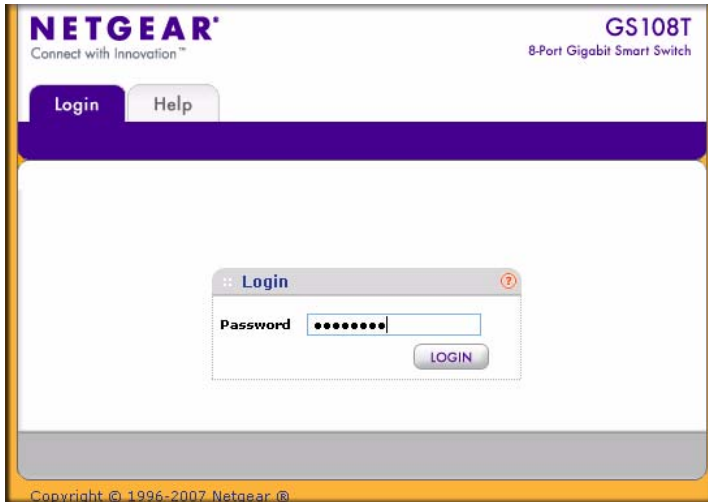 NETGEAR®
GS108T
Connect with Innovation™
8-Port Gigabit Smart Switch
Login
Help
:: Login
?
Password ●●●●●●●●
LOGIN
Copyright © 1996-2007 Netgear ®